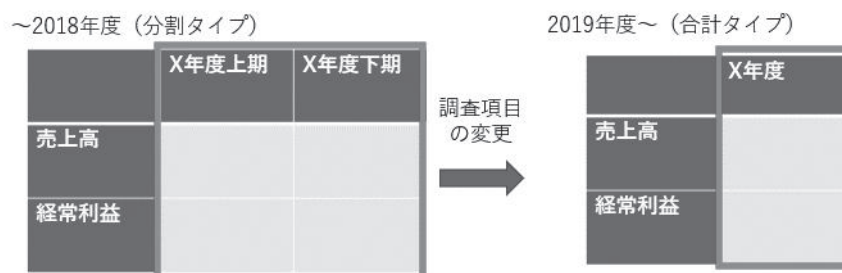 ～2018年度（分割タイプ）
X年度上期 X年度下期
売上高
経常利益
調査項目
の変更
2019年度～（合計タイプ）
X年度
売上高
経常利益